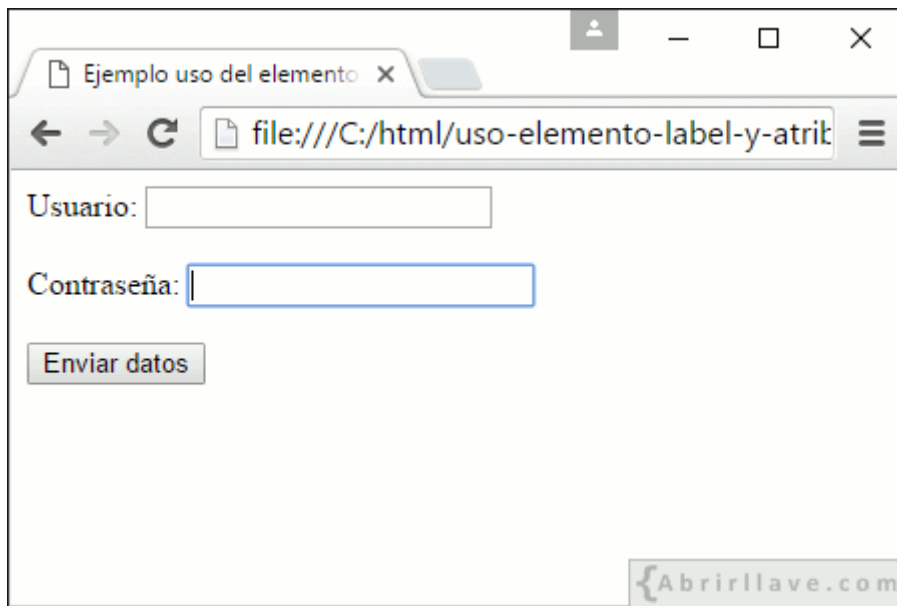 Ejemplo uso del elemento
file:///C:/html/uso-elemento-label-y-atrib
Usuario:
Contraseña:
Enviar datos
{Abrirllave.com